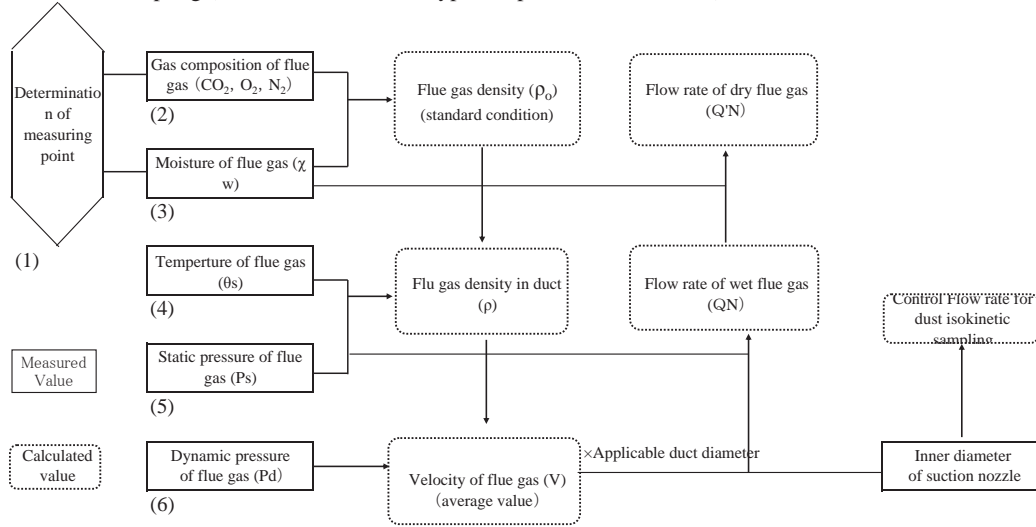 Determinatio
n of
measuring
point
(1)
Gas composition of flue
gas (CO₂, O₂, N₂)
(2)
Moisture of flue gas (χ
w)
(3)
Temperture of flue gas
(θs)
(4)
Static pressure of flue
gas (Ps)
(5)
Dynamic pressure
of flue gas (Pd)
(6)
Measured
Value
Calculated
value
Flue gas density (ρₒ)
(standard condition)
Flu gas density in duct
(ρ)
Velocity of flue gas (V)
(average value)
Flow rate of dry flue gas
(Q'N)
Flow rate of wet flue gas
(QN)
×Applicable duct diameter
Control Flow rate for
dust isokinetic
sampling
Inner diameter
of suction nozzle